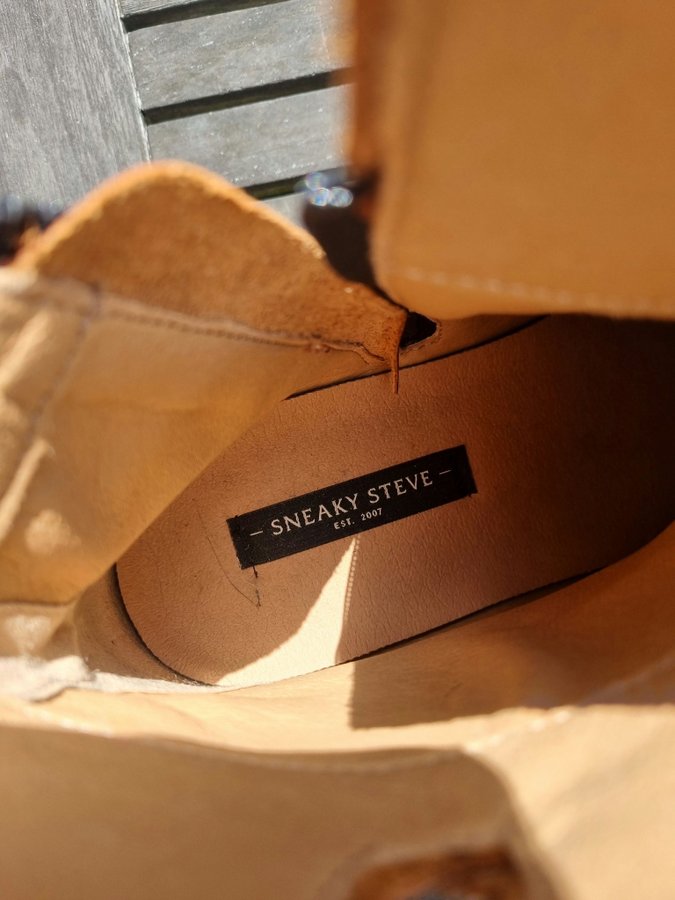 – SNEAKY STEVE –
EST. 2007